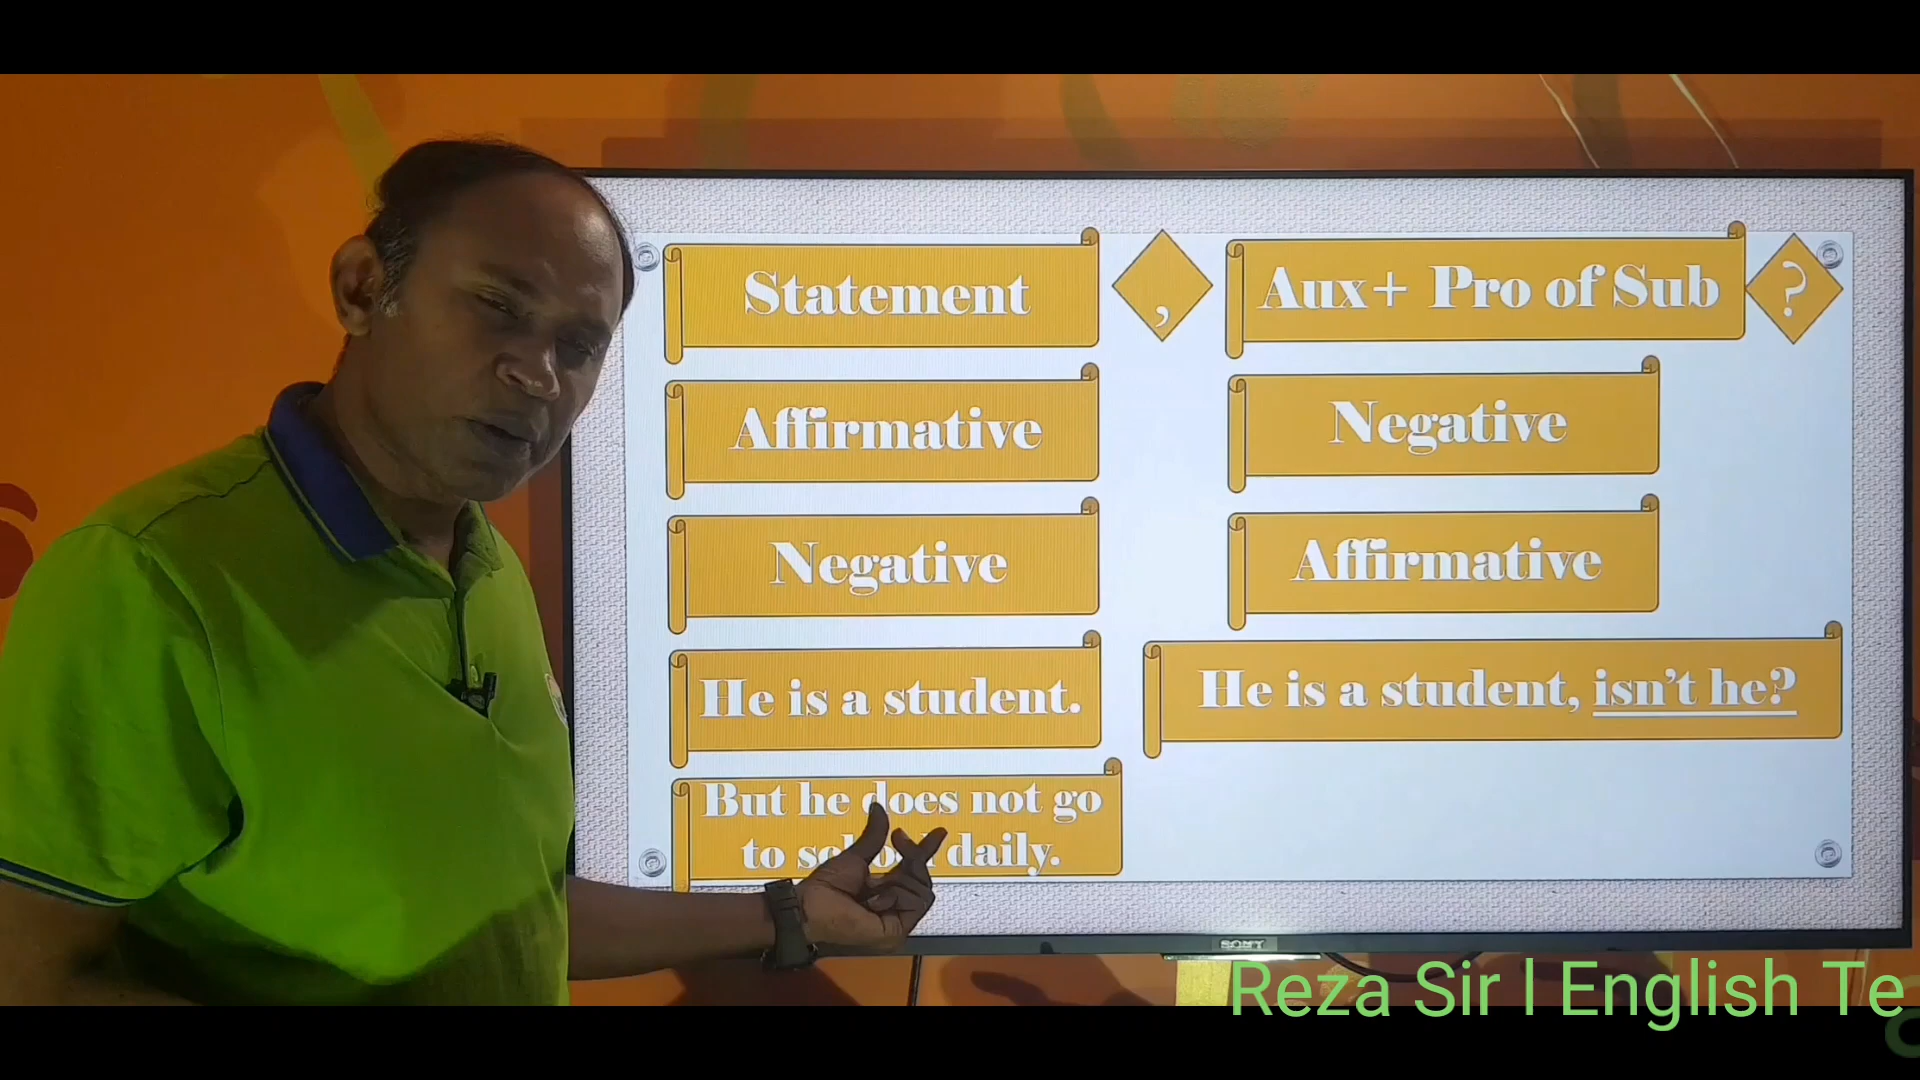 Statement , Aux+ Pro of Sub ?
Affirmative Negative
Negative Affirmative
He is a student. He is a student, isn't he?
But he does not go
to school daily.
SONY
Reza Sir l English Te